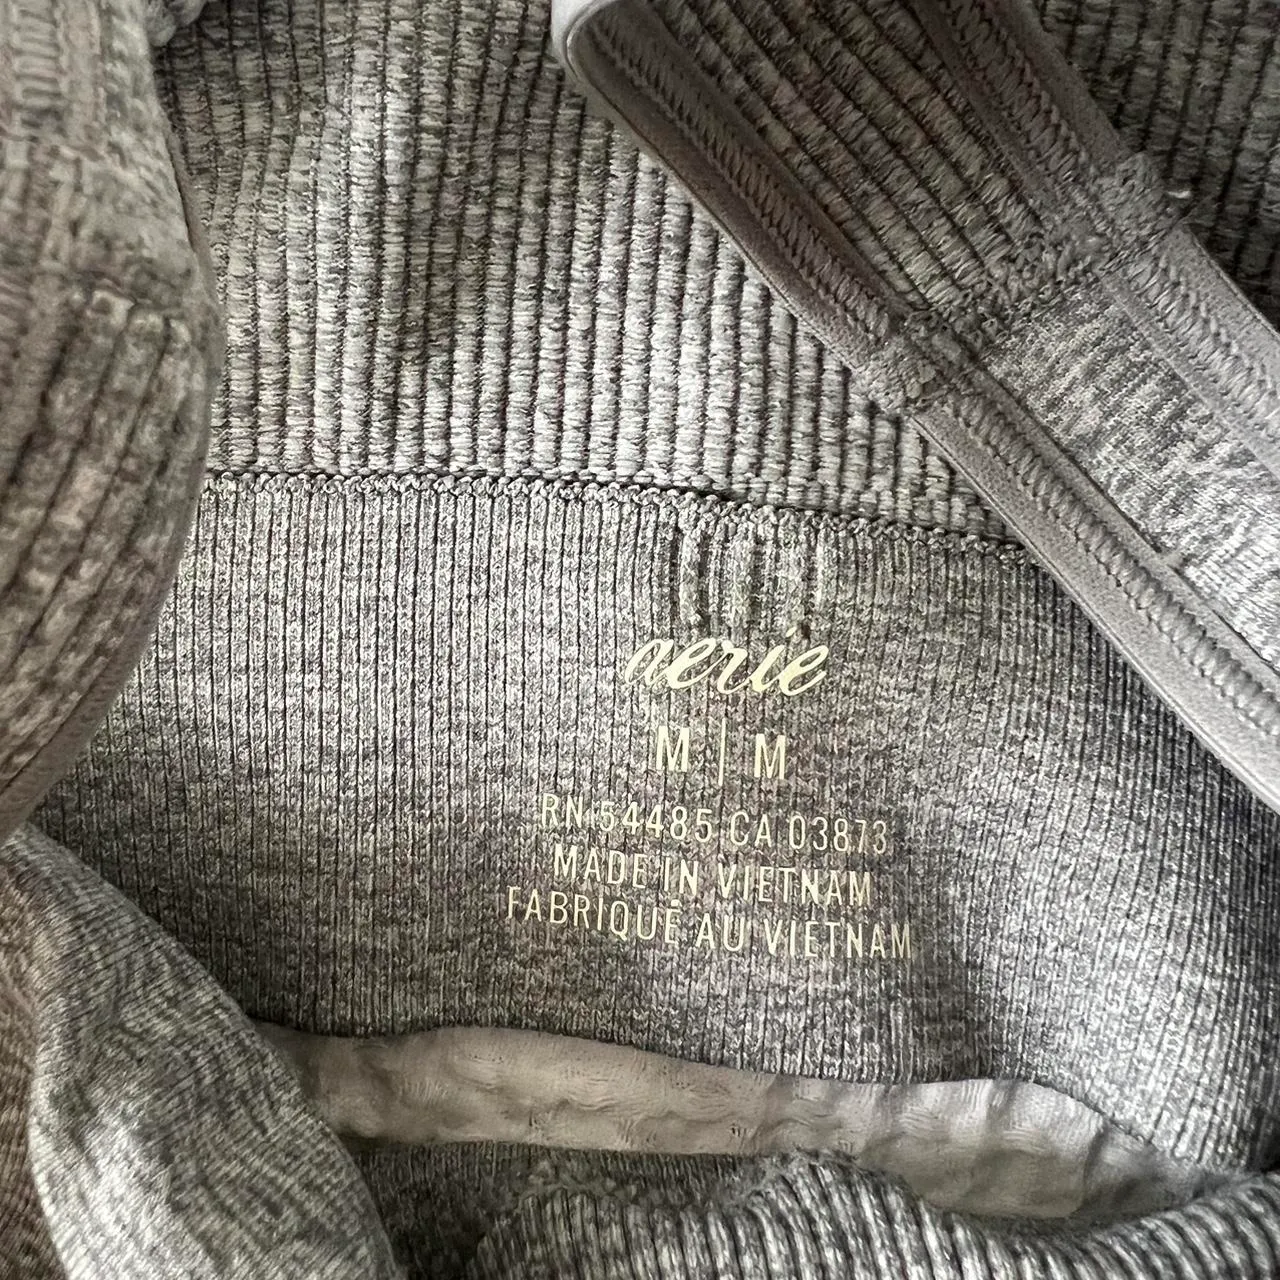 aerie
M | M
RN 54485 CA 03873
MADE IN VIETNAM
FABRIQUÉ AU VIETNAM